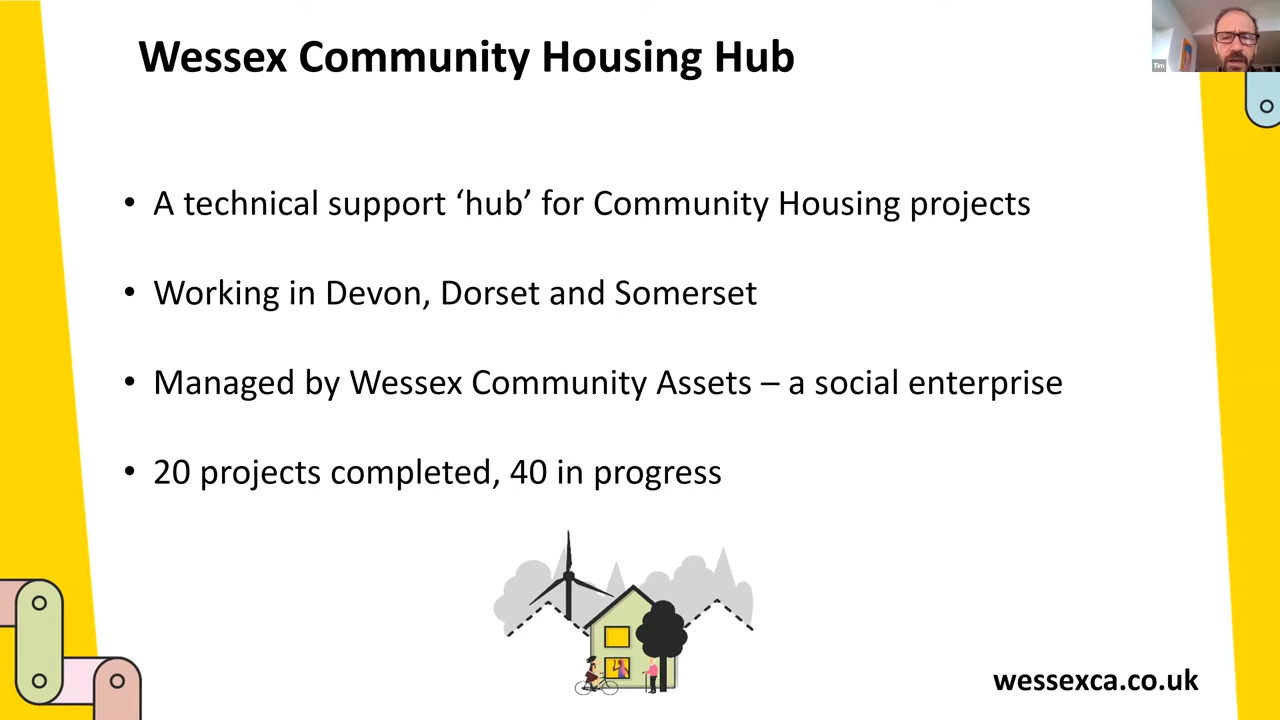 Wessex Community Housing Hub
Tim
• A technical support ‘hub’ for Community Housing projects
• Working in Devon, Dorset and Somerset
• Managed by Wessex Community Assets – a social enterprise
• 20 projects completed, 40 in progress
wessexca.co.uk